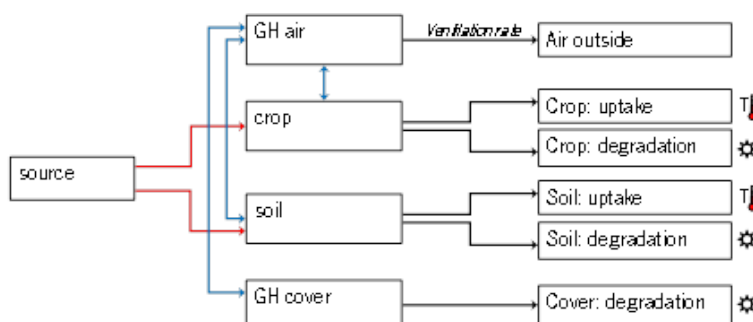 GH air
Ventilation rate
Air outside
crop
Crop: uptake
T
Crop: degradation
source
soil
Soil: uptake
T
Soil: degradation
GH cover
Cover: degradation